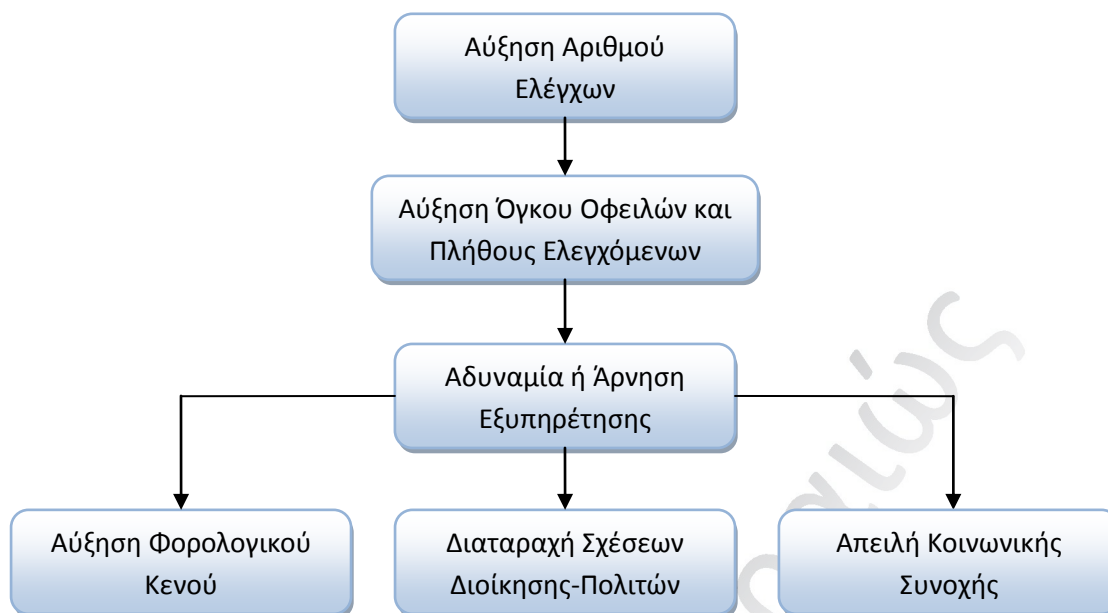 Αύξηση Αριθμού
Ελέγχων
Αύξηση Όγκου Οφειλών και
Πλήθους Ελεγχόμενων
Αδυναμία ή Άρνηση
Εξυπηρέτησης
Αύξηση Φορολογικού
Κενού
Διαταραχή Σχέσεων
Διοίκησης-Πολιτών
Απειλή Κοινωνικής
Συνοχής